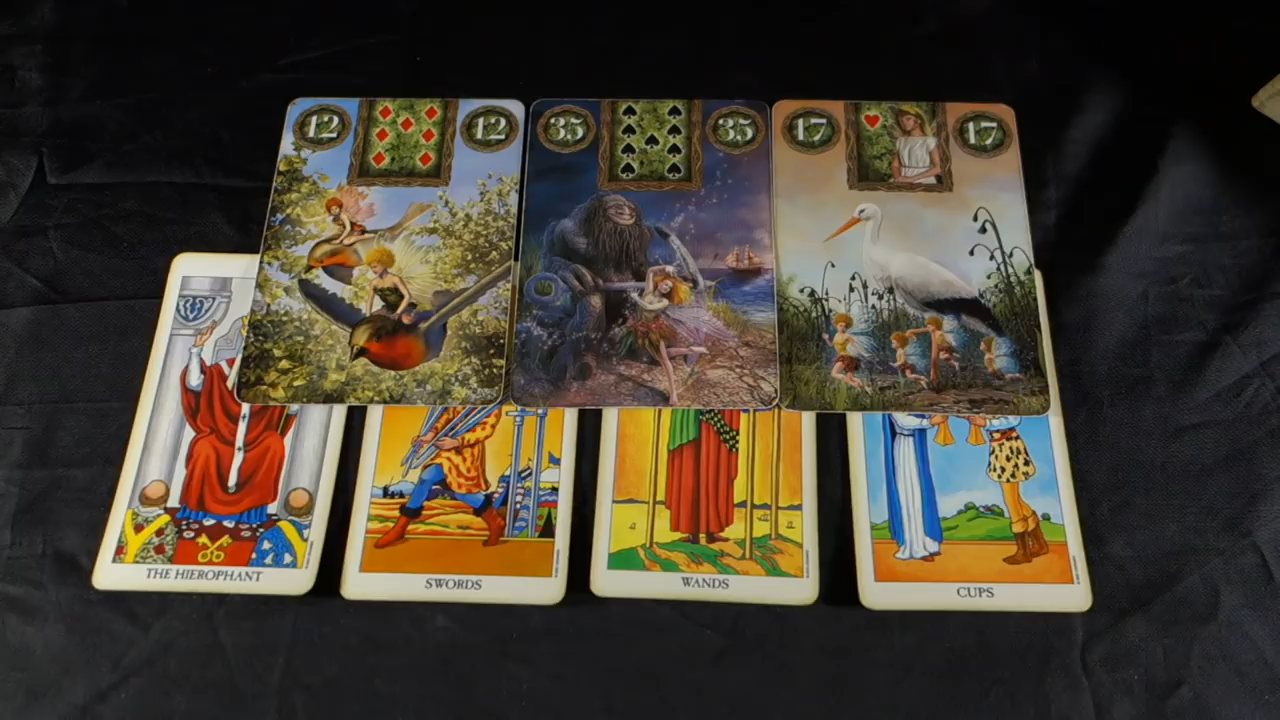 12 12
35 35
17 17
THE HIEROPHANT
SWORDS
WANDS
CUPS